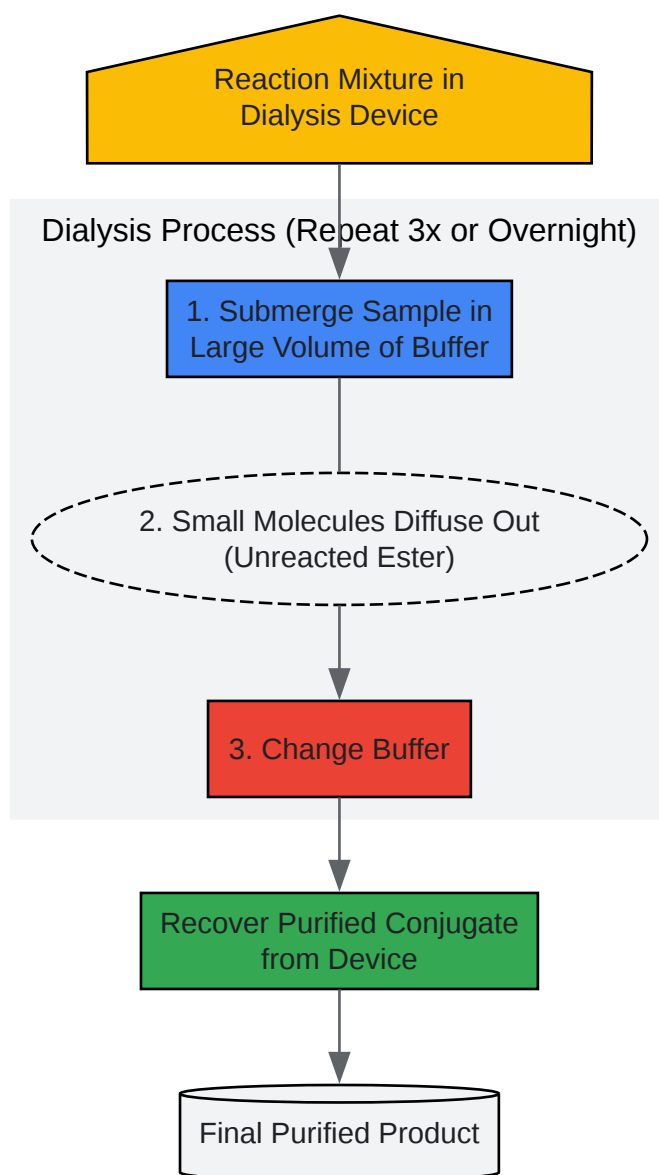 Reaction Mixture in
Dialysis Device
Dialysis Process (Repeat 3x or Overnight)
1. Submerge Sample in
Large Volume of Buffer
2. Small Molecules Diffuse Out
(Unreacted Ester)
3. Change Buffer
Recover Purified Conjugate
from Device
Final Purified Product